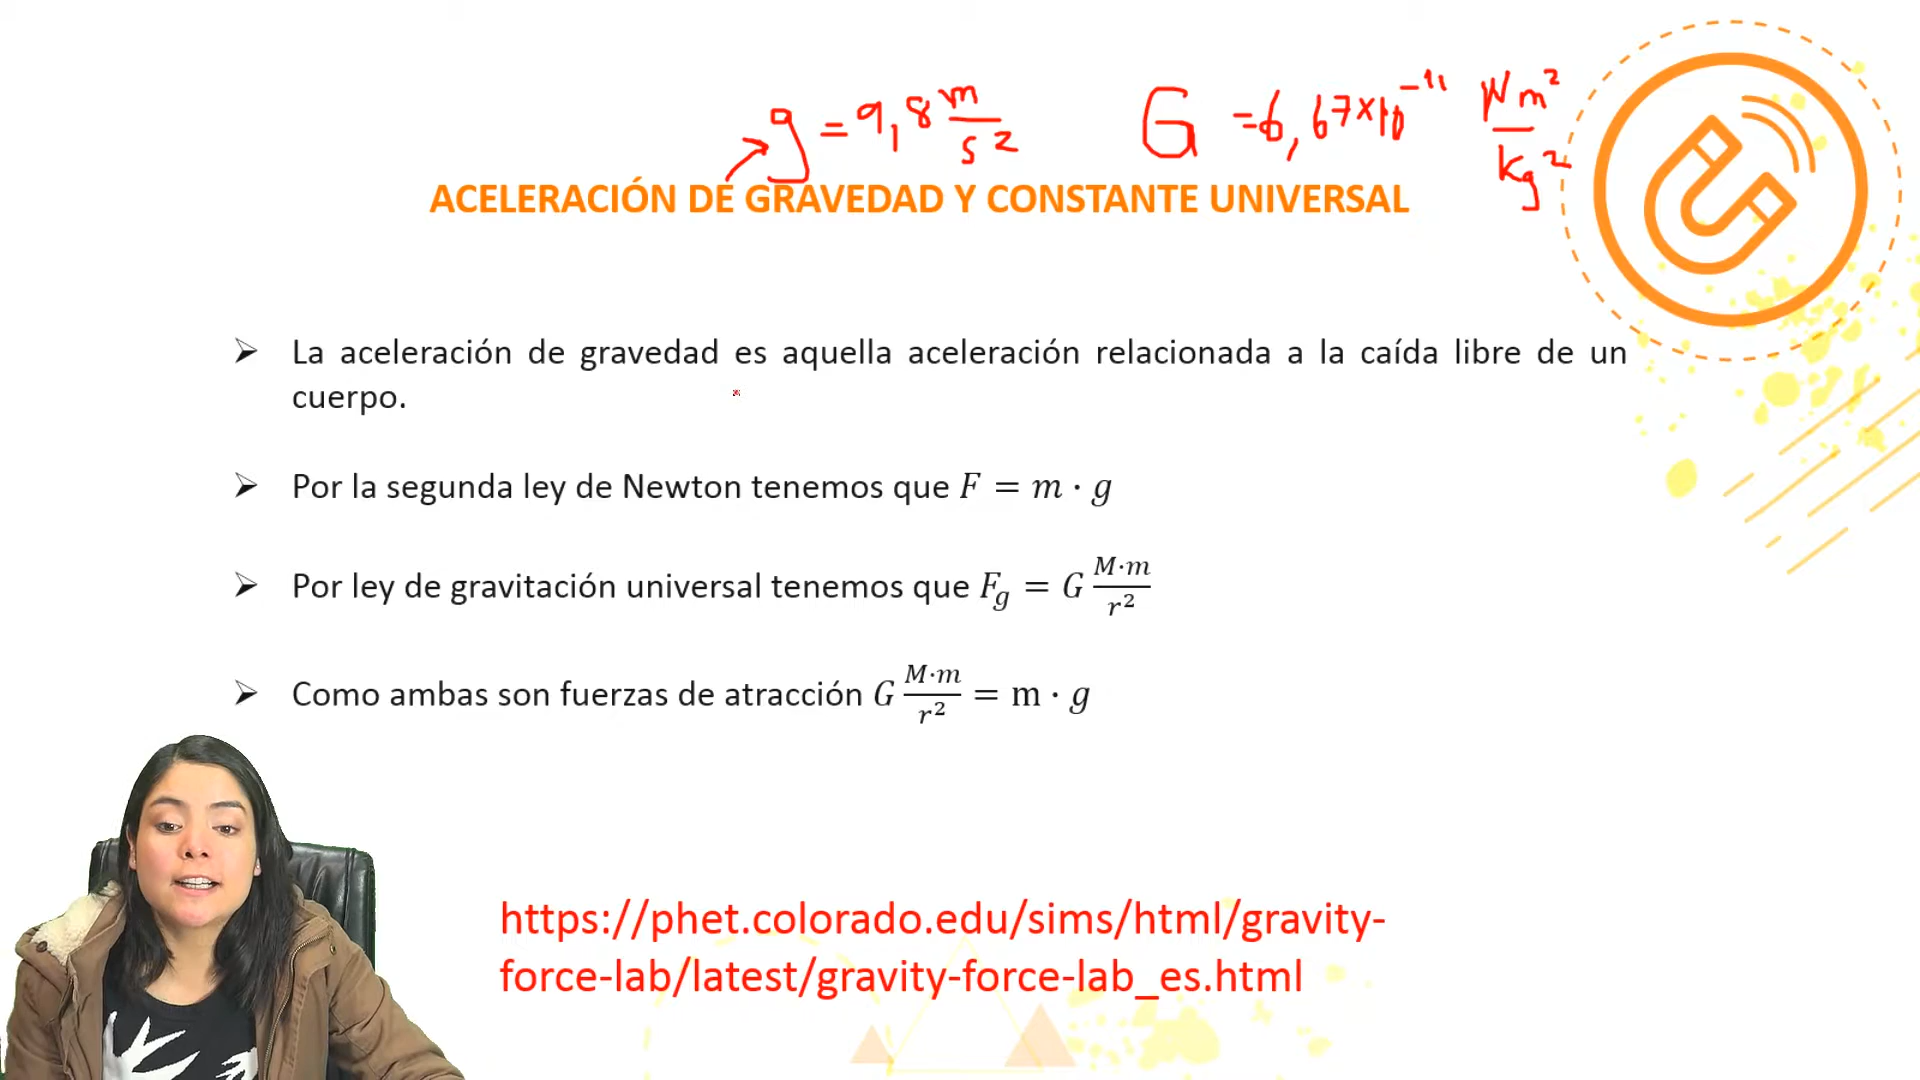 g = 9,8 m/s² G = 6,67×10⁻¹¹ Nm²/kg²
ACELERACIÓN DE GRAVEDAD Y CONSTANTE UNIVERSAL
➢ La aceleración de gravedad es aquella aceleración relacionada a la caída libre de un
cuerpo.
➢ Por la segunda ley de Newton tenemos que F = m · g
➢ Por ley de gravitación universal tenemos que F_g = G M·m/r²
➢ Como ambas son fuerzas de atracción G M·m/r² = m · g
https://phet.colorado.edu/sims/html/gravity-
force-lab/latest/gravity-force-lab_es.html